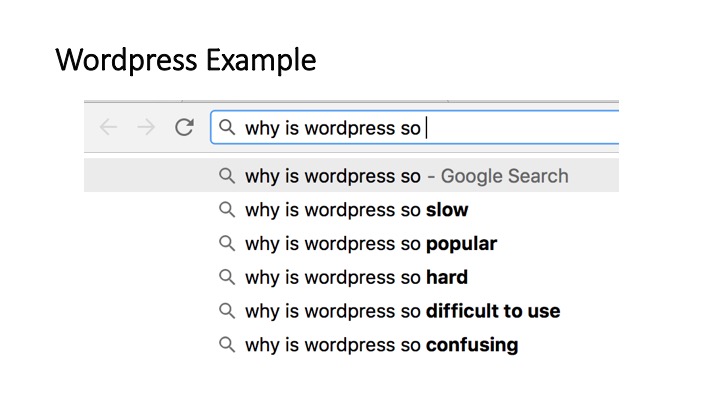 Wordpress Example
why is wordpress so
why is wordpress so - Google Search
why is wordpress so slow
why is wordpress so popular
why is wordpress so hard
why is wordpress so difficult to use
why is wordpress so confusing